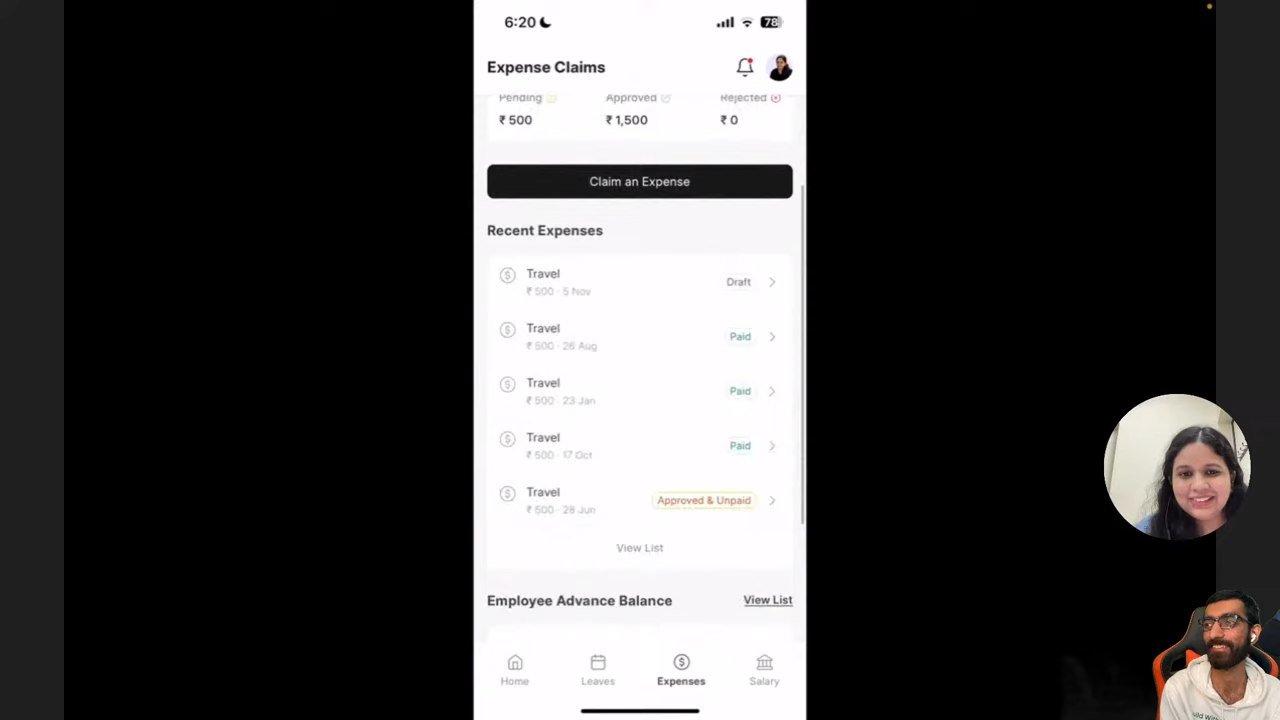 6:20
78
Expense Claims
Pending
Approved
Rejected
₹ 500
₹ 1,500
₹ 0
Claim an Expense
Recent Expenses
Travel
Draft
₹ 500 · 5 Nov
Travel
Paid
₹ 500 · 26 Aug
Travel
Paid
₹ 500 · 23 Jan
Travel
Paid
₹ 500 · 17 Oct
Travel
Approved & Unpaid
₹ 500 · 28 Jun
View List
Employee Advance Balance
View List
Home
Leaves
Expenses
Salary